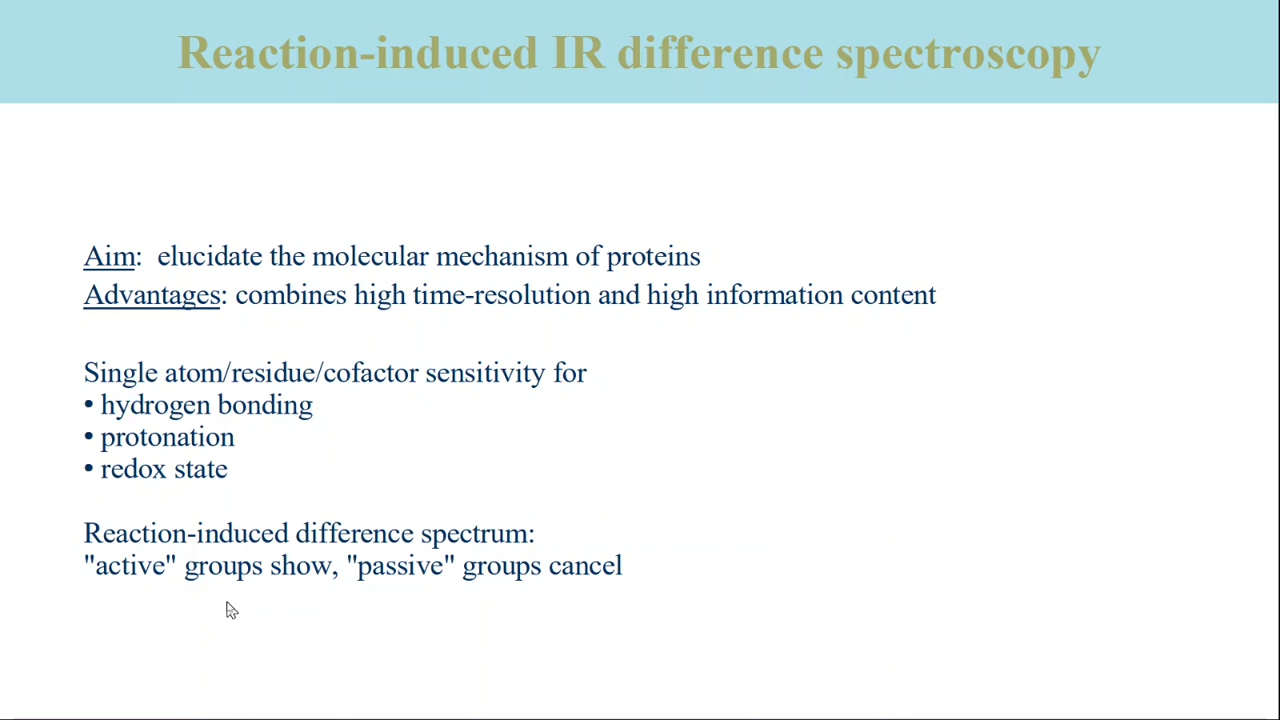 Reaction-induced IR difference spectroscopy
Aim:  elucidate the molecular mechanism of proteins
Advantages: combines high time-resolution and high information content
Single atom/residue/cofactor sensitivity for
• hydrogen bonding
• protonation
• redox state
Reaction-induced difference spectrum:
"active" groups show, "passive" groups cancel